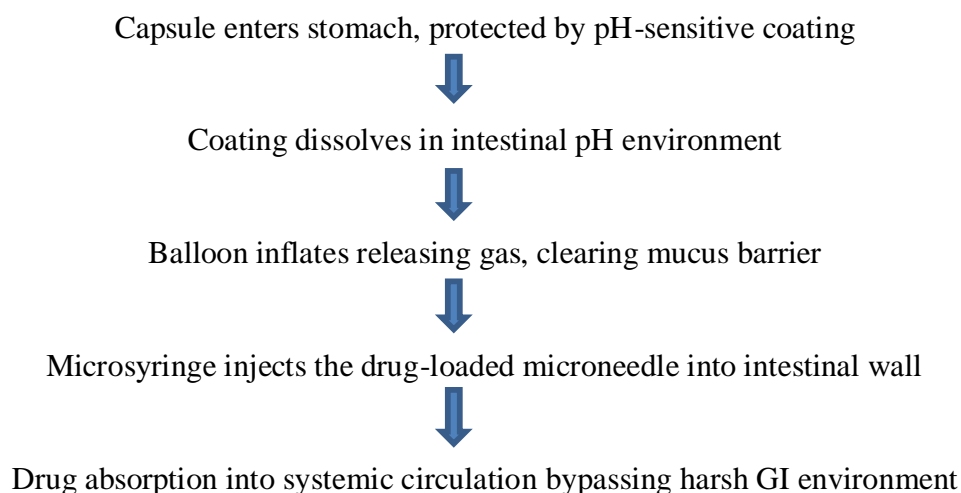 Capsule enters stomach, protected by pH-sensitive coating
Coating dissolves in intestinal pH environment
Balloon inflates releasing gas, clearing mucus barrier
Microsyringe injects the drug-loaded microneedle into intestinal wall
Drug absorption into systemic circulation bypassing harsh GI environment